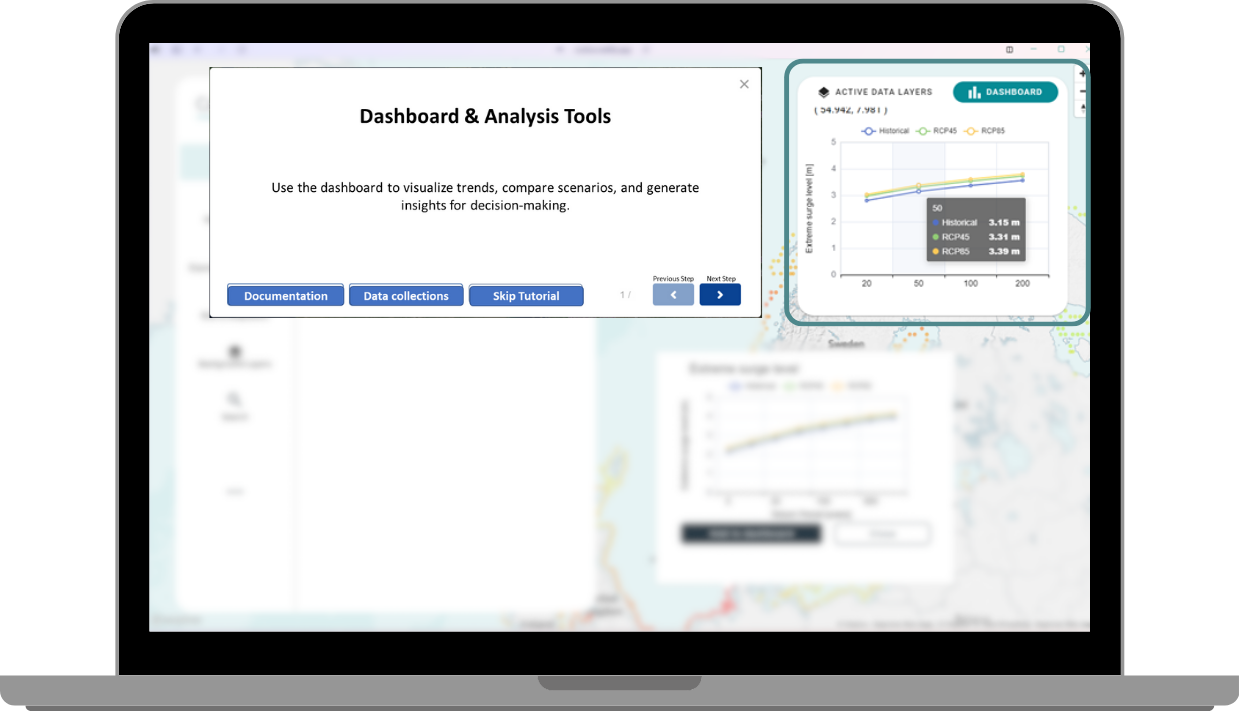 Dashboard & Analysis Tools
Use the dashboard to visualize trends, compare scenarios, and generate
insights for decision-making.
Documentation
Data collections
Skip Tutorial
1 /
Previous Step
Next Step
ACTIVE DATA LAYERS
DASHBOARD
( 54.942, 7.981 )
Historical
RCP45
RCP85
Extreme surge level [m]
5
4
3
2
1
0
50
Historical 3.15 m
RCP45 3.31 m
RCP85 3.39 m
20
50
100
200
Sweden
Extreme surge level